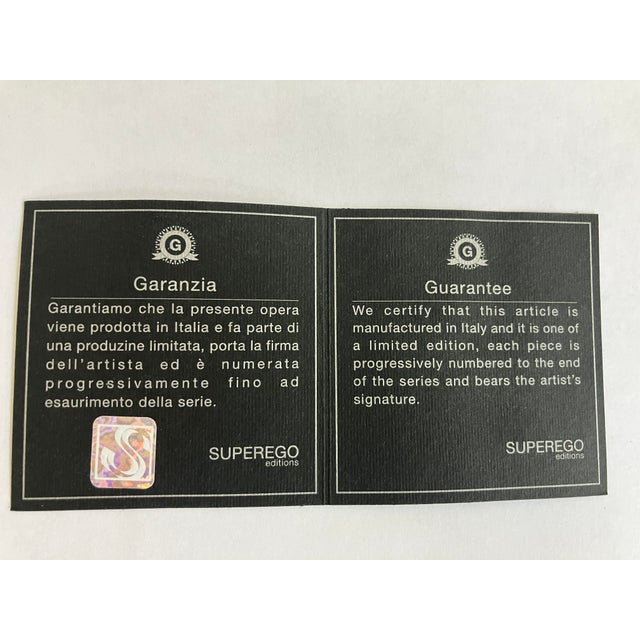 G
Garanzia
Garantiamo che la presente opera
viene prodotta in Italia e fa parte di
una produzine limitata, porta la firma
dell'artista ed è numerata
progressivamente fino ad
esaurimento della serie.
S
SUPEREGO
editions
G
Guarantee
We certify that this article is
manufactured in Italy and it is one of
a limited edition, each piece is
progressively numbered to the end
of the series and bears the artist's
signature.
SUPEREGO
editions